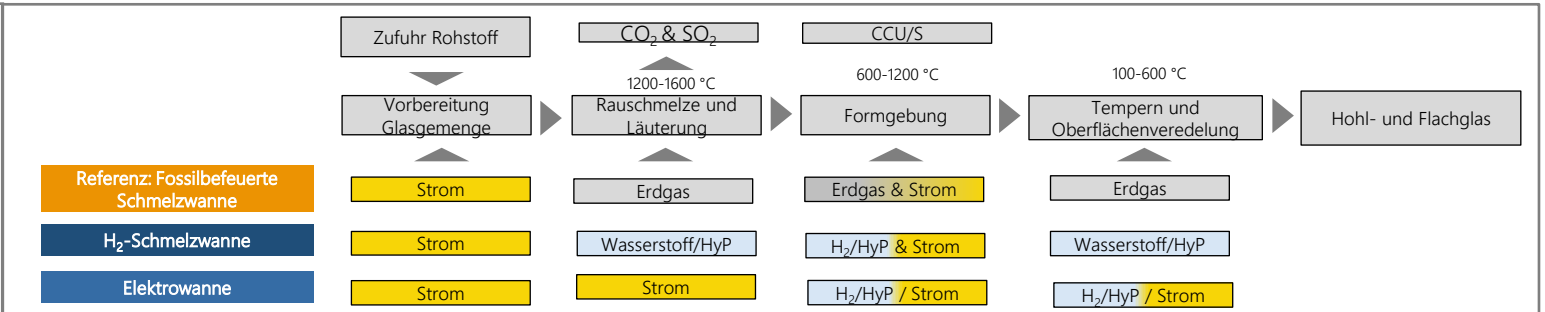 Zufuhr Rohstoff
CO₂ & SO₂
CCU/S
1200-1600 °C
600-1200 °C
100-600 °C
Vorbereitung
Glasgemenge
Rauschmelze und
Läuterung
Formgebung
Tempern und
Oberflächenveredelung
Hohl- und Flachglas
Referenz: Fossilbefeuerte
Schmelzwanne
Strom
Erdgas
Erdgas & Strom
Erdgas
H₂-Schmelzwanne
Strom
Wasserstoff/HyP
H₂/HyP & Strom
Wasserstoff/HyP
Elektrowanne
Strom
Strom
H₂/HyP / Strom
H₂/HyP / Strom